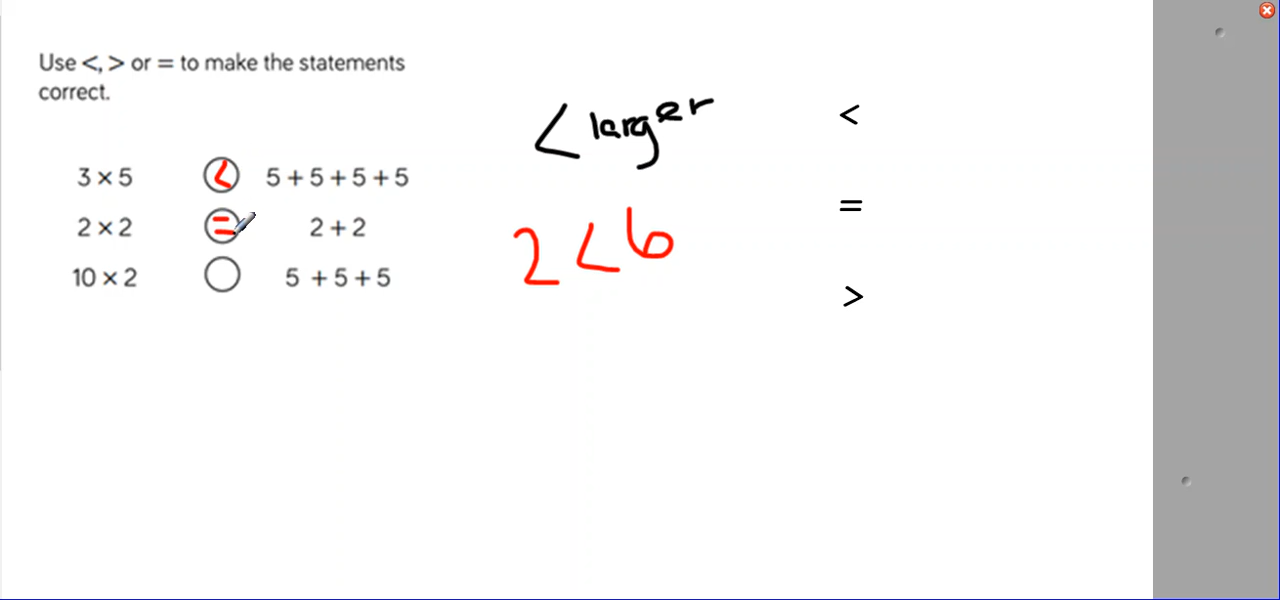 Use <, > or = to make the statements
correct.
3 × 5 < 5 + 5 + 5 + 5
2 × 2 = 2 + 2
10 × 2 5 + 5 + 5
< larger
2 < 6
<
=
>